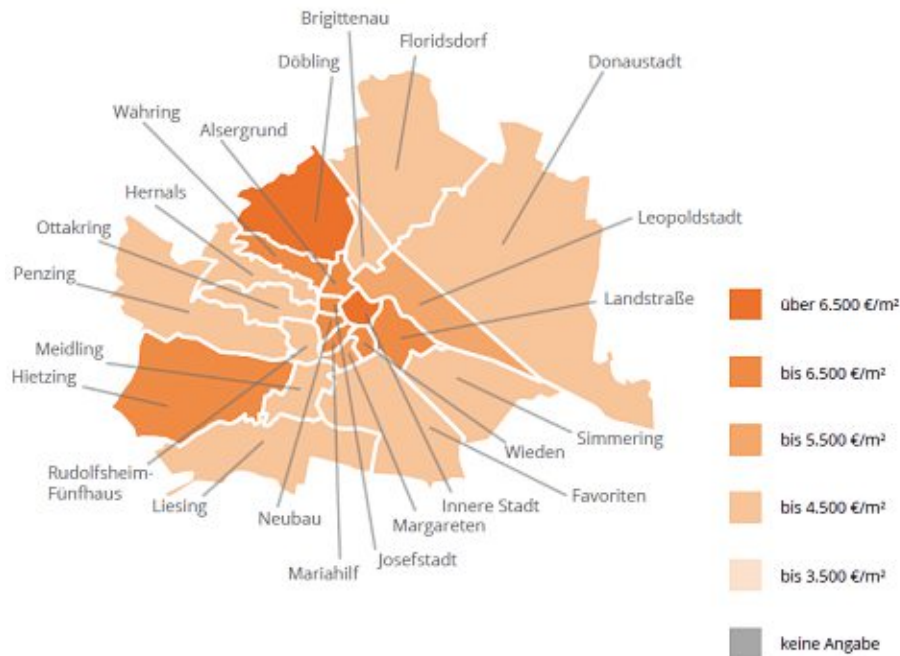 Brigittenau
Floridsdorf
Döbling
Donaustadt
Währing
Alsergrund
Hernals
Leopoldstadt
Ottakring
Penzing
Landstraße
Meidling
Hietzing
Simmering
Wieden
Rudolfsheim-
Fünfhaus
Favoriten
Liesing
Innere Stadt
Neubau
Margareten
Josefstadt
Mariahilf
über 6.500 €/m²
bis 6.500 €/m²
bis 5.500 €/m²
bis 4.500 €/m²
bis 3.500 €/m²
keine Angabe